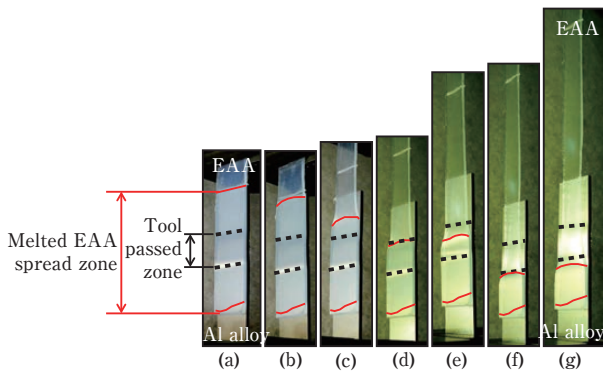 EAA
EAA
Melted EAA
spread zone
Tool
passed
zone
Al alloy
Al alloy
(a) (b) (c) (d) (e) (f) (g)